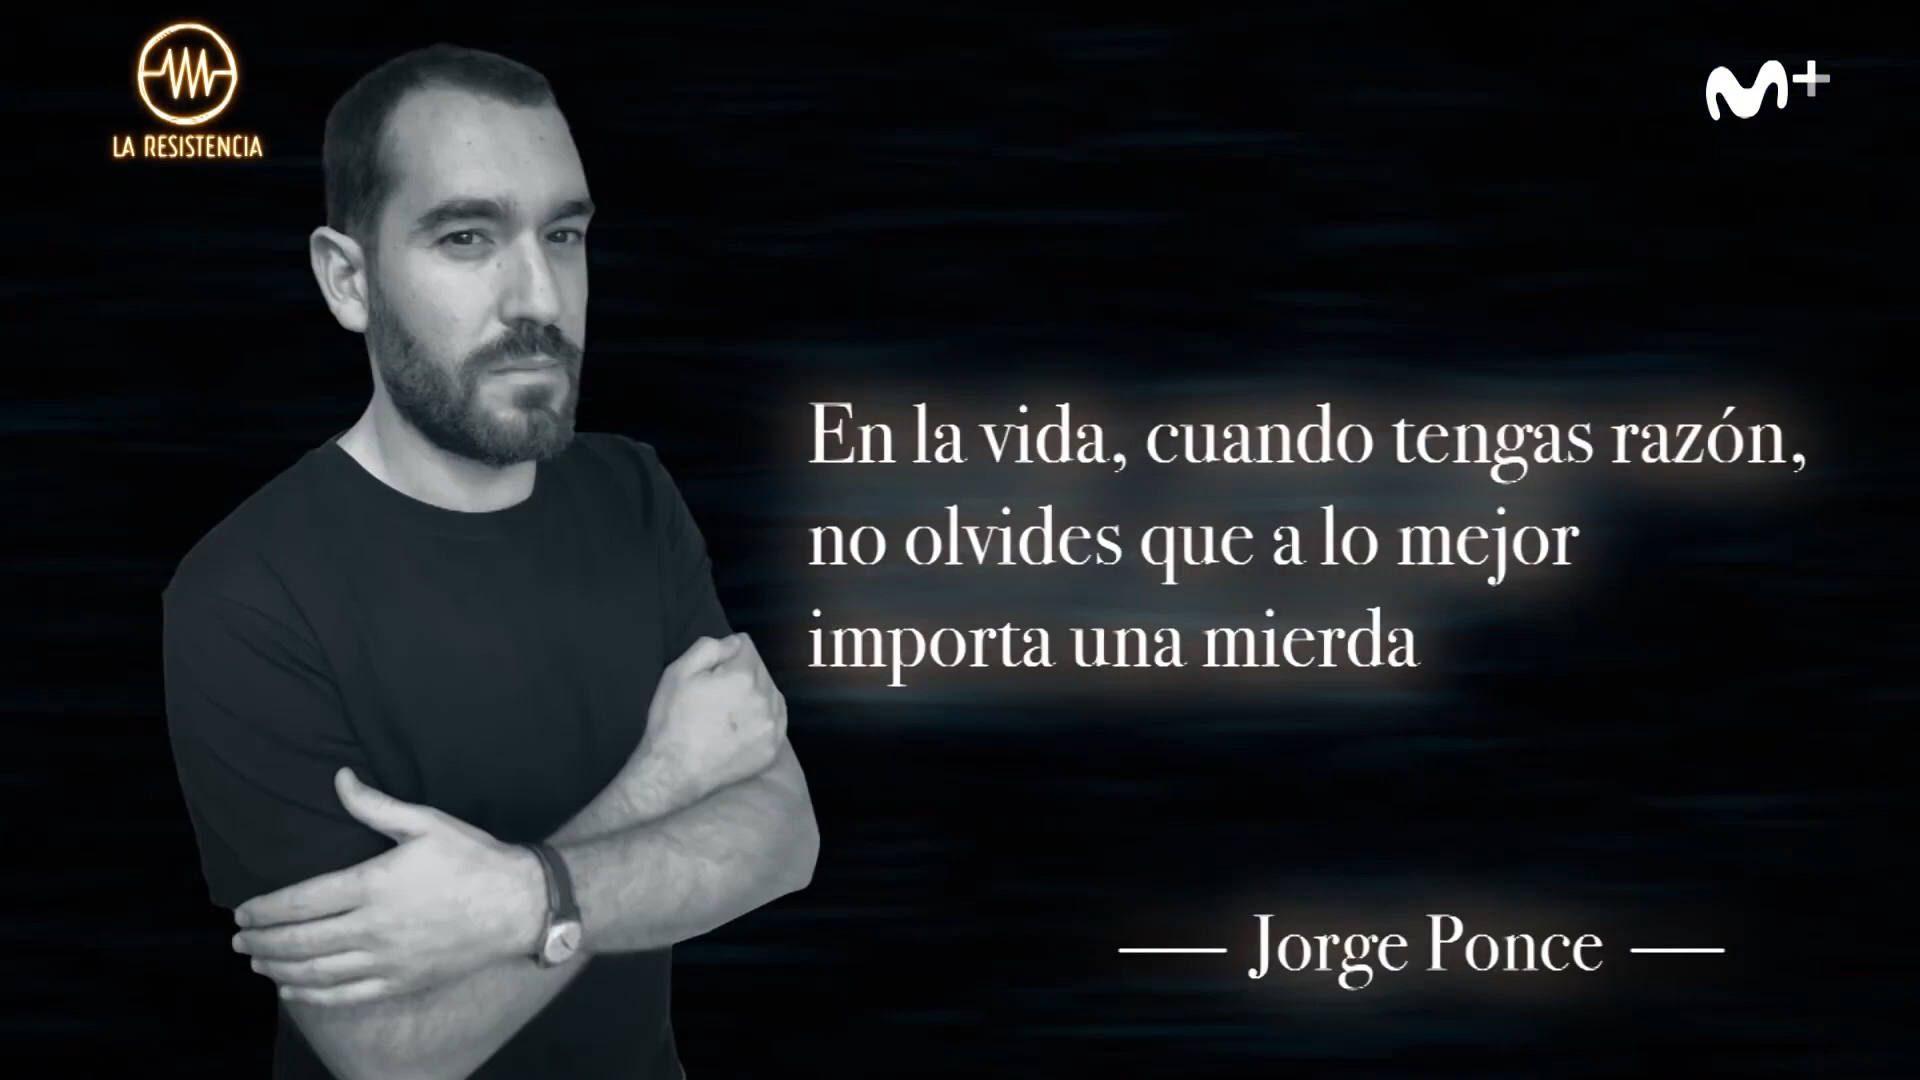 LA RESISTENCIA
M+
En la vida, cuando tengas razón,
no olvides que a lo mejor
importa una mierda
Jorge Ponce